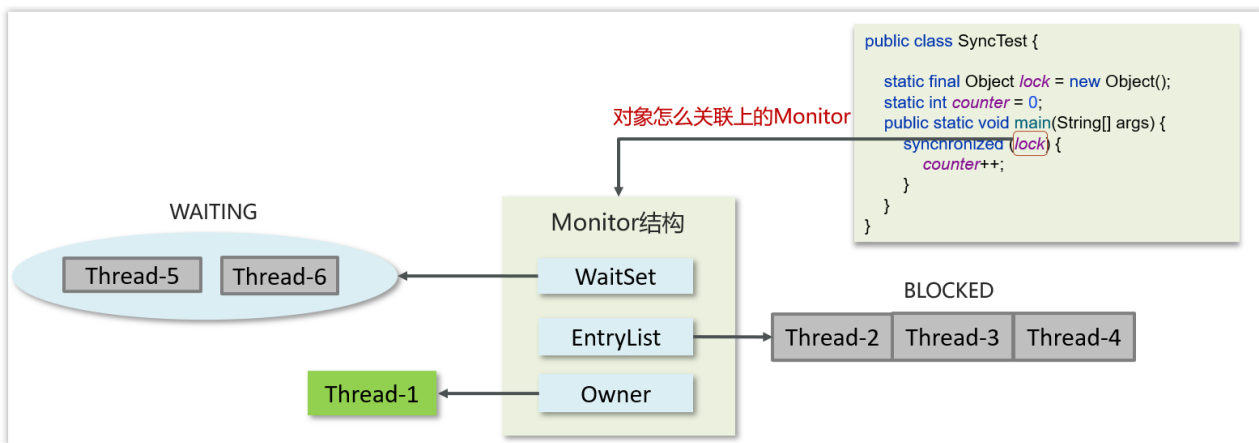 public class SyncTest {
static final Object lock = new Object();
static int counter = 0;
public static void main(String[] args) {
synchronized (lock) {
counter++;
}
}
}
对象怎么关联上的Monitor
Monitor结构
WAITING
Thread-5 Thread-6
WaitSet
BLOCKED
EntryList
Thread-2 Thread-3 Thread-4
Thread-1
Owner